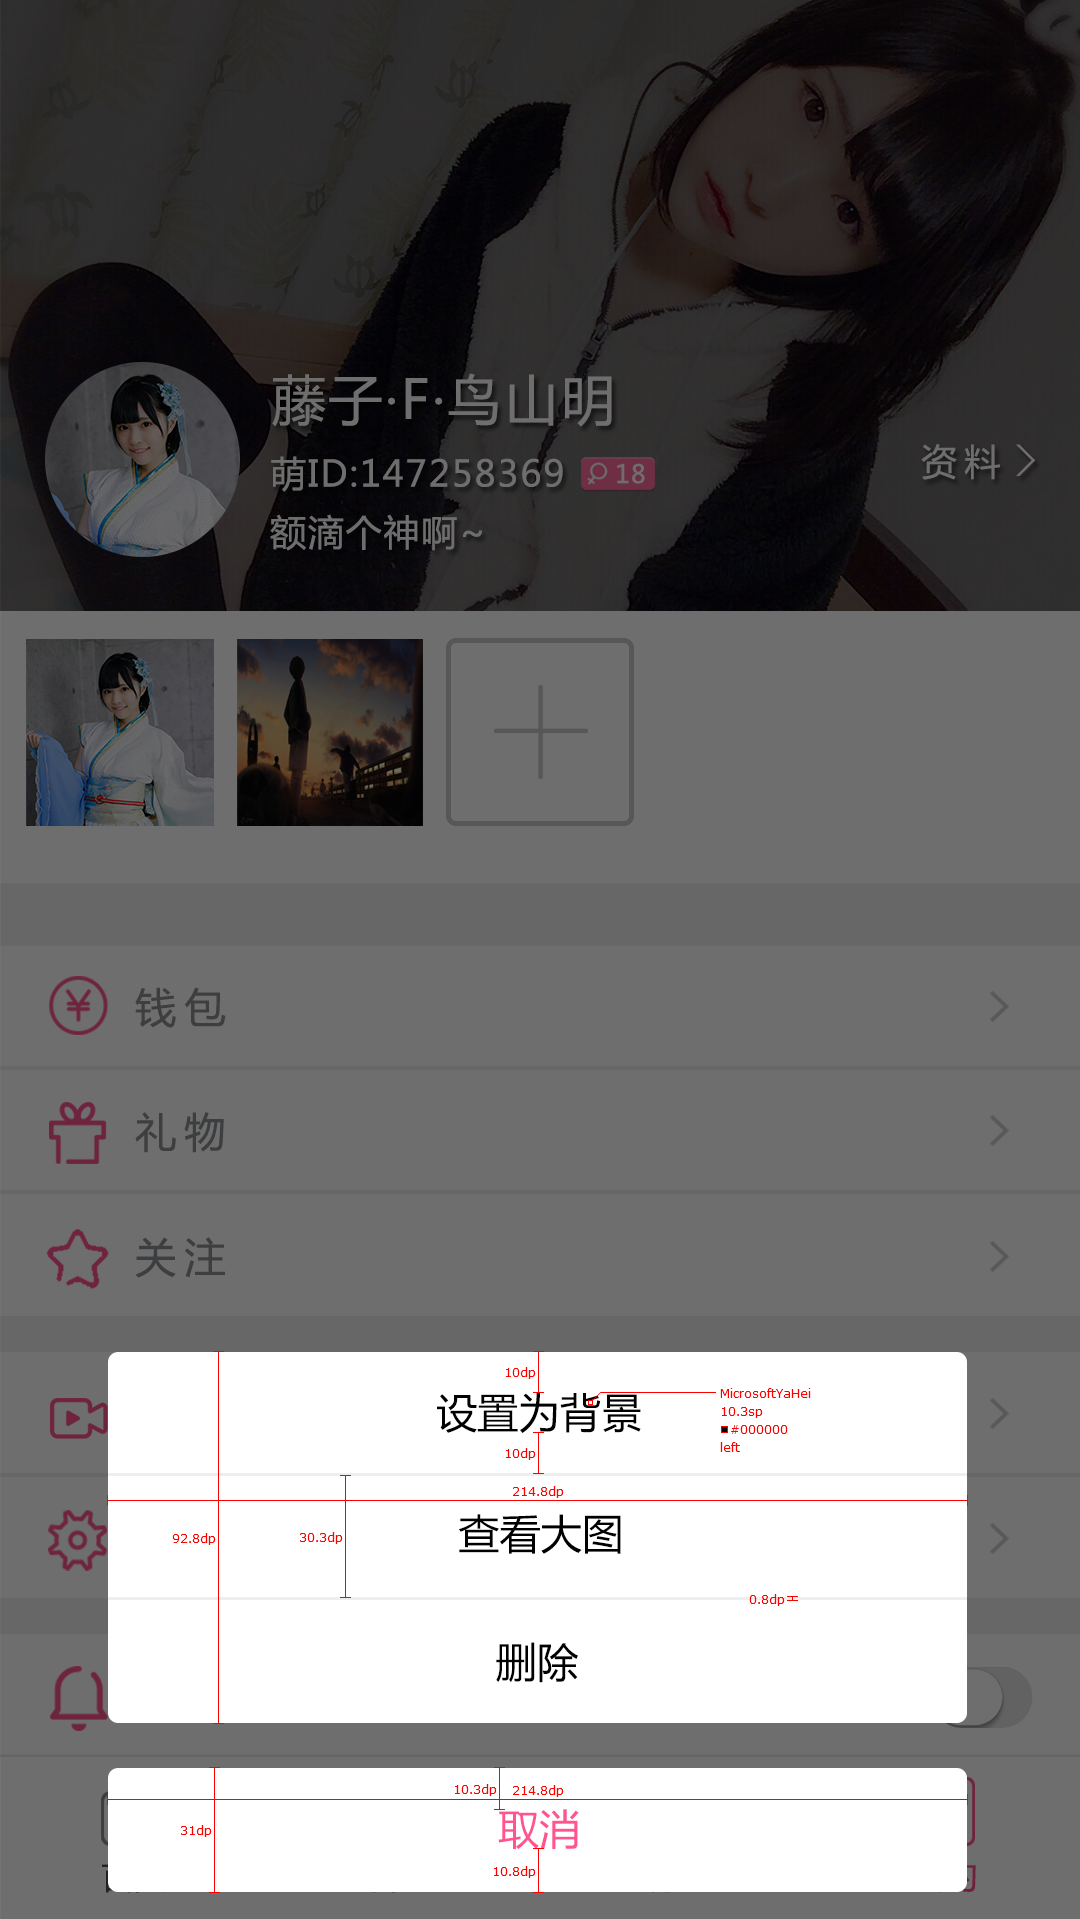 藤子·F·鸟山明
萌ID:147258369 18
额滴个神啊~
资料
钱包
礼物
关注
10dp
设置为背景
MicrosoftYaHei
10.3sp
#000000
left
10dp
214.8dp
92.8dp
30.3dp
查看大图
0.8dp
删除
10.3dp
214.8dp
31dp
取消
10.8dp